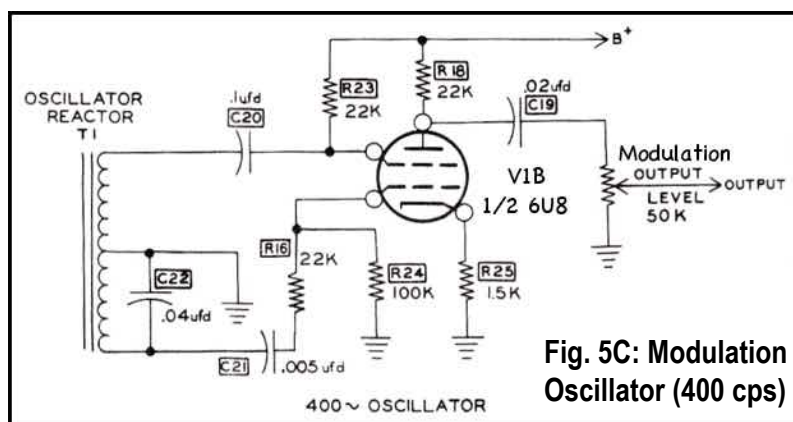 B+
R23
22K
R18
22K
.02ufd
C19
.1ufd
C20
OSCILLATOR
REACTOR
T1
Modulation
OUTPUT
LEVEL
50K
OUTPUT
V1B
1/2 6U8
R16
22K
C22
.04ufd
R24
100K
R25
1.5K
C21
.005ufd
400~ OSCILLATOR
Fig. 5C: Modulation
Oscillator (400 cps)